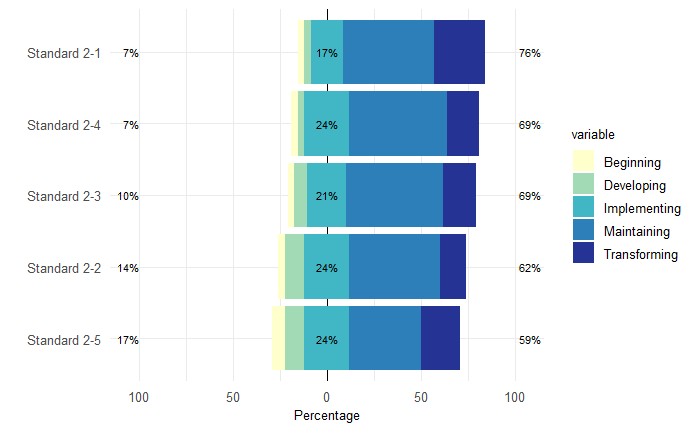 Standard 2-1 7% 17% 76%
Standard 2-4 7% 24% 69%
Standard 2-3 10% 21% 69%
Standard 2-2 14% 24% 62%
Standard 2-5 17% 24% 59%
100 50 0 50 100
Percentage
variable
Beginning
Developing
Implementing
Maintaining
Transforming